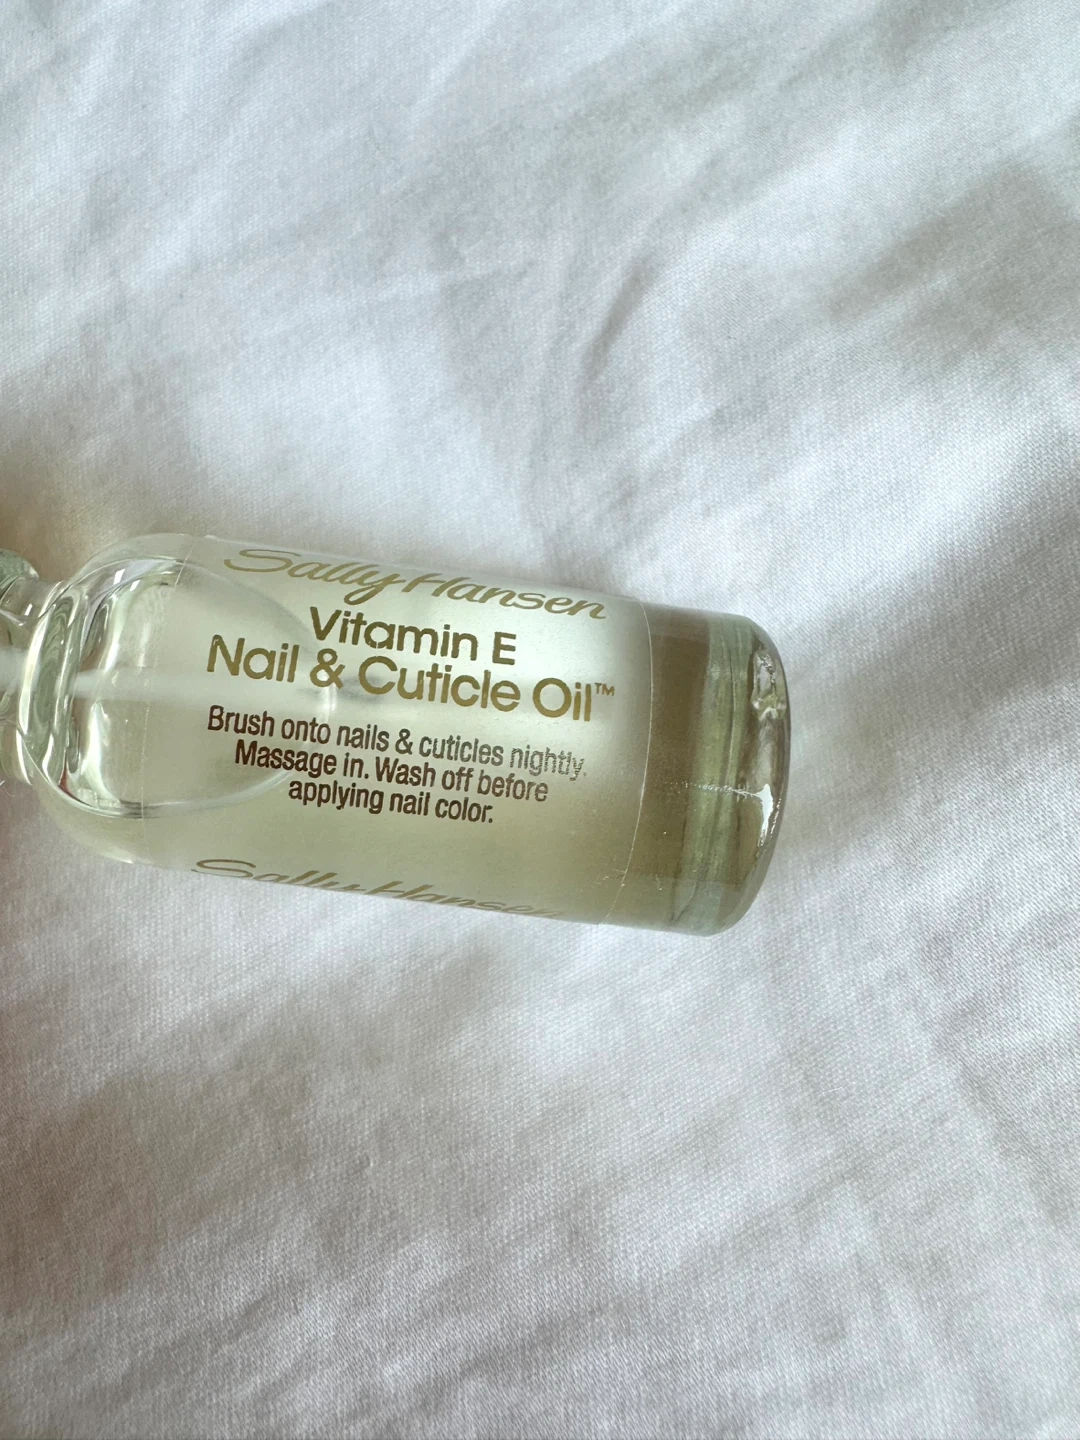 Sally Hansen
Vitamin E
Nail & Cuticle Oil™
Brush onto nails & cuticles nightly.
Massage in. Wash off before
applying nail color.
Sally Hansen